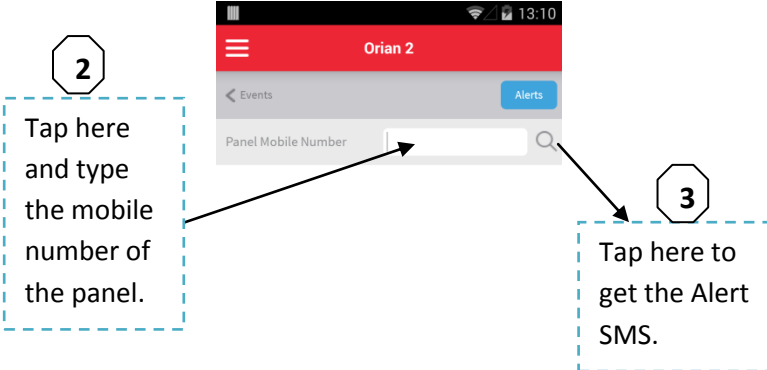 13:10
Orian 2
2
Events
Alerts
Tap here
and type
the mobile
number of
the panel.
Panel Mobile Number
3
Tap here to
get the Alert
SMS.